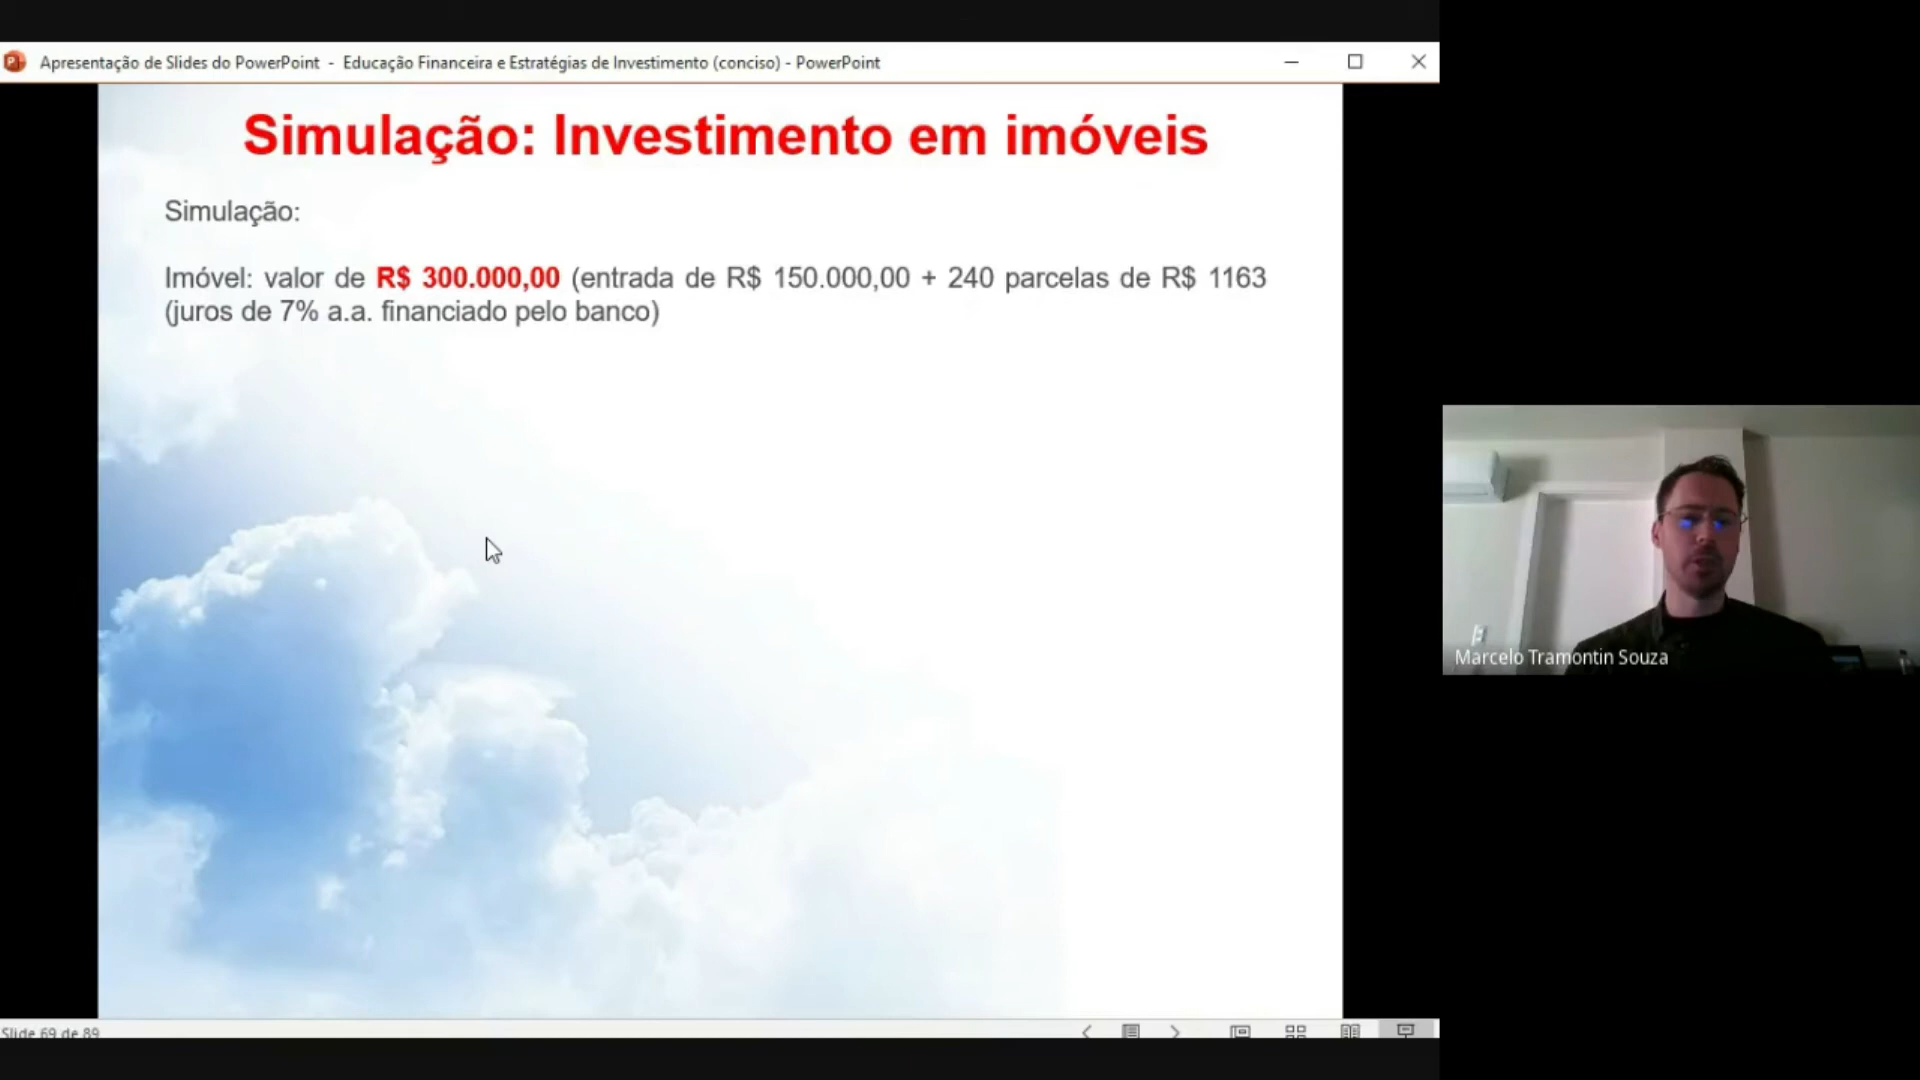 Apresentação de Slides do PowerPoint - Educação Financeira e Estratégias de Investimento (conciso) - PowerPoint
Simulação: Investimento em imóveis
Simulação:
Imóvel: valor de R$ 300.000,00 (entrada de R$ 150.000,00 + 240 parcelas de R$ 1163
(juros de 7% a.a. financiado pelo banco)
Marcelo Tramontin Souza
Slide 69 de 89